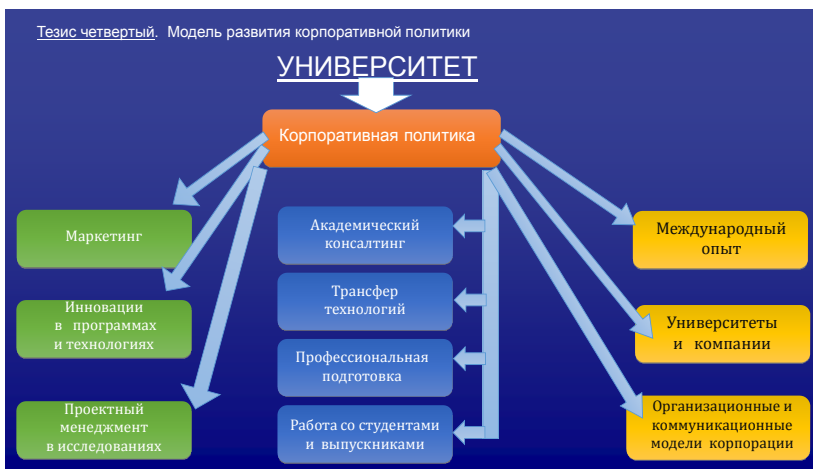 Тезис четвертый. Модель развития корпоративной политики
УНИВЕРСИТЕТ
Корпоративная политика
Маркетинг
Инновации
в программах
и технологиях
Проектный
менеджмент
в исследованиях
Академический
консалтинг
Трансфер
технологий
Профессиональная
подготовка
Работа со студентами
и выпускниками
Международный
опыт
Университеты
и компании
Организационные и
коммуникационные
модели корпорации